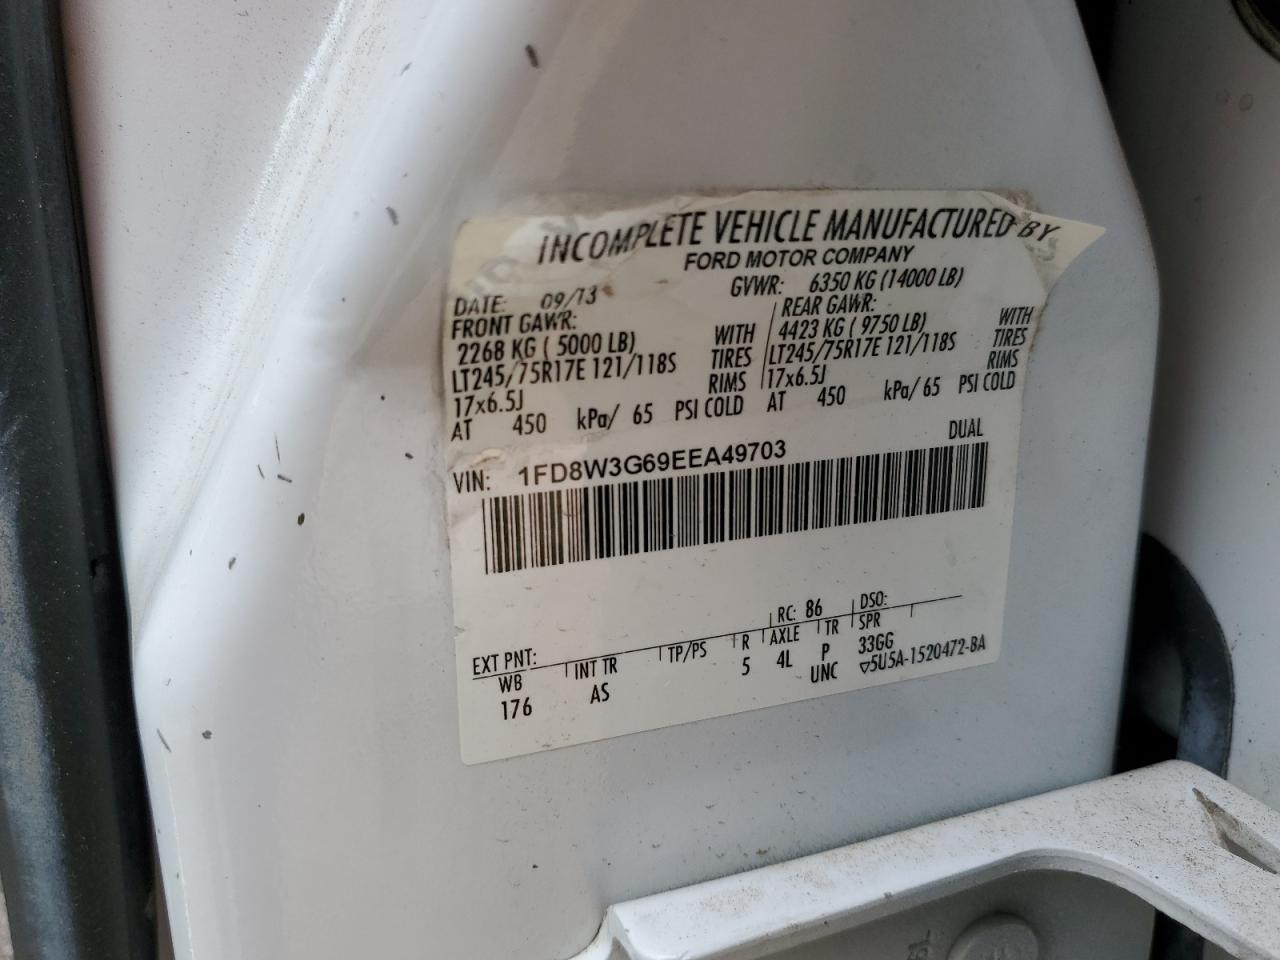 INCOMPLETE VEHICLE MANUFACTURED BY
FORD MOTOR COMPANY
DATE: 09/13 GVWR: 6350 KG (14000 LB)
FRONT GAWR: REAR GAWR:
2268 KG ( 5000 LB) WITH 4423 KG ( 9750 LB) WITH
LT245/75R17E 121/118S TIRES LT245/75R17E 121/118S TIRES
17x6.5J RIMS 17x6.5J RIMS
AT 450 kPa/ 65 PSI COLD AT 450 kPa/ 65 PSI COLD
VIN: 1FD8W3G69EEA49703 DUAL
EXT PNT: RC: 86 DSO:
WB INT TR TP/PS R AXLE TR SPR
176 AS 5 4L P 33GG
UNC ▽5U5A-1520472-BA